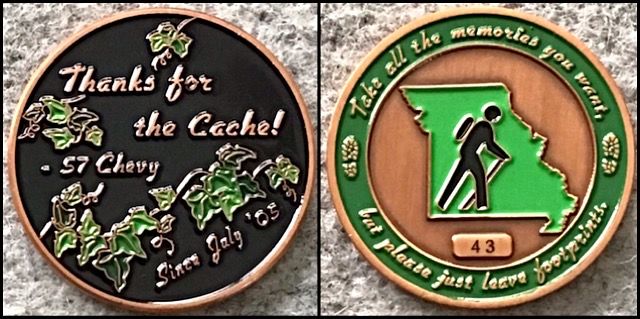 Thanks for
the Cache!
- 57 Chevy
Since July '05
Take all the memories you want,
43
but please just leave footprints.